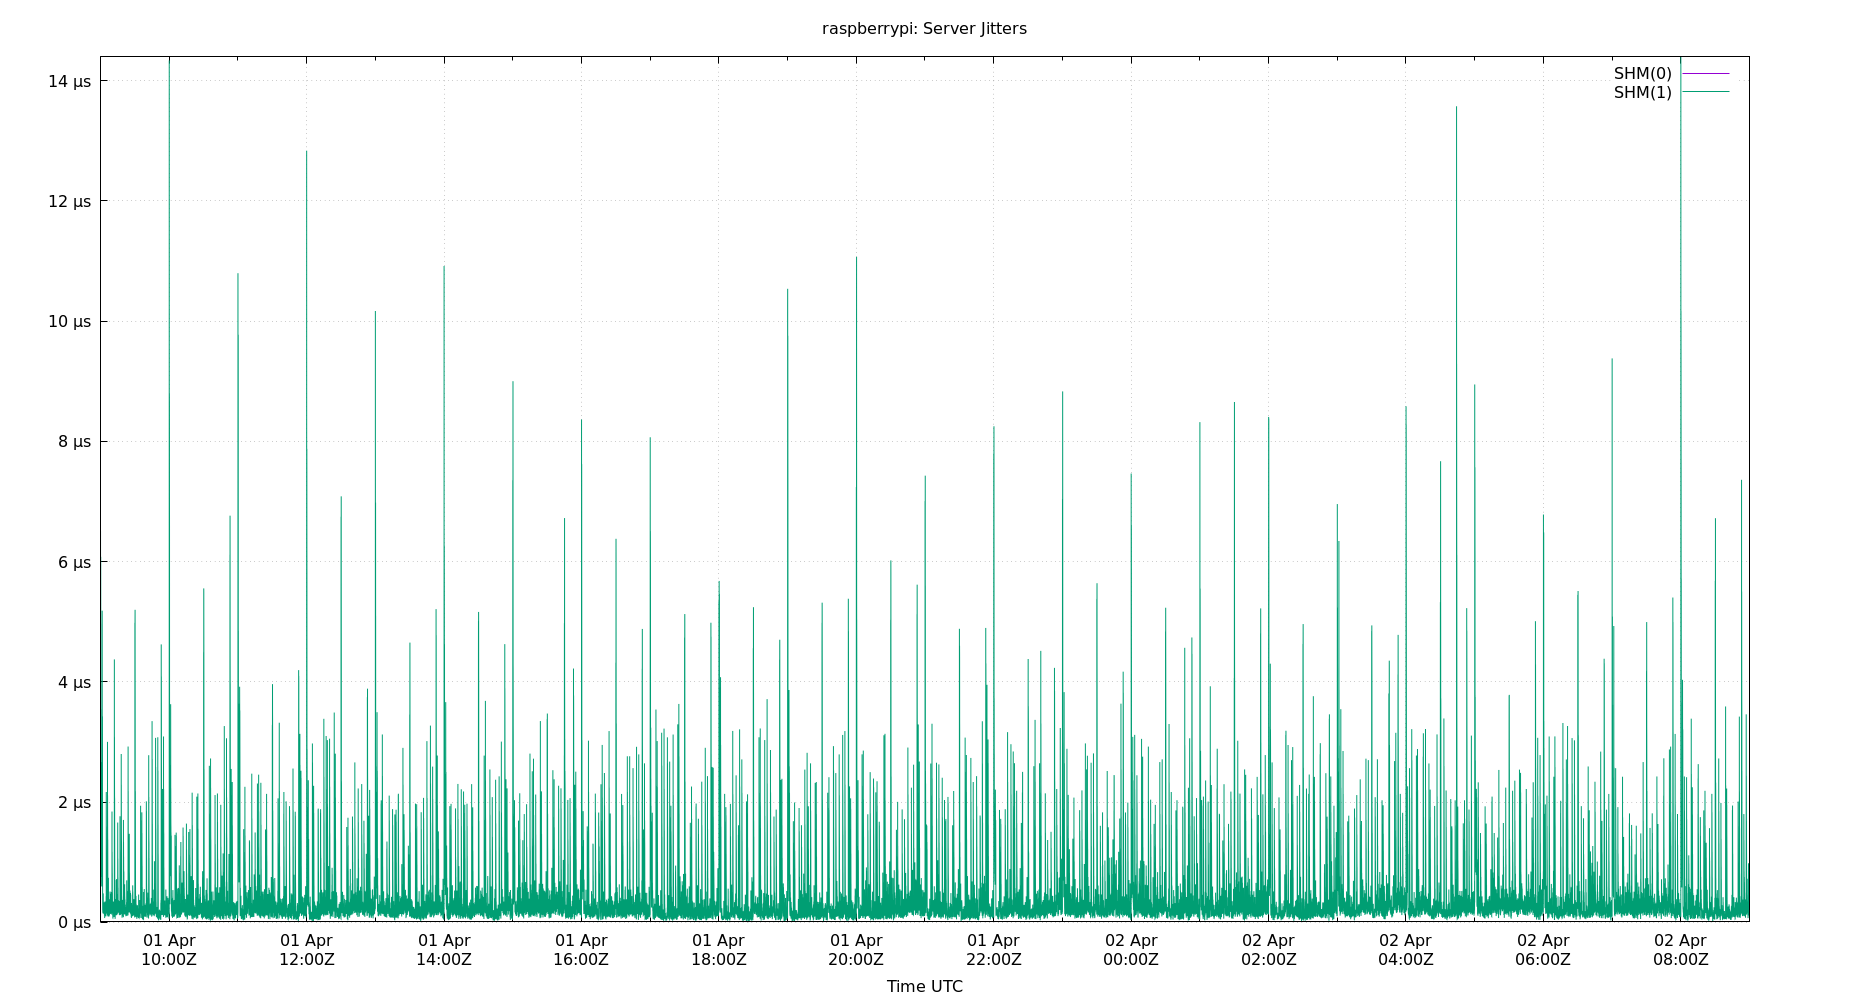 raspberrypi: Server Jitters
SHM(0)
SHM(1)
14 µs
12 µs
10 µs
8 µs
6 µs
4 µs
2 µs
0 µs
01 Apr 01 Apr 01 Apr 01 Apr 01 Apr 01 Apr 01 Apr 02 Apr 02 Apr 02 Apr 02 Apr 02 Apr
10:00Z 12:00Z 14:00Z 16:00Z 18:00Z 20:00Z 22:00Z 00:00Z 02:00Z 04:00Z 06:00Z 08:00Z
Time UTC